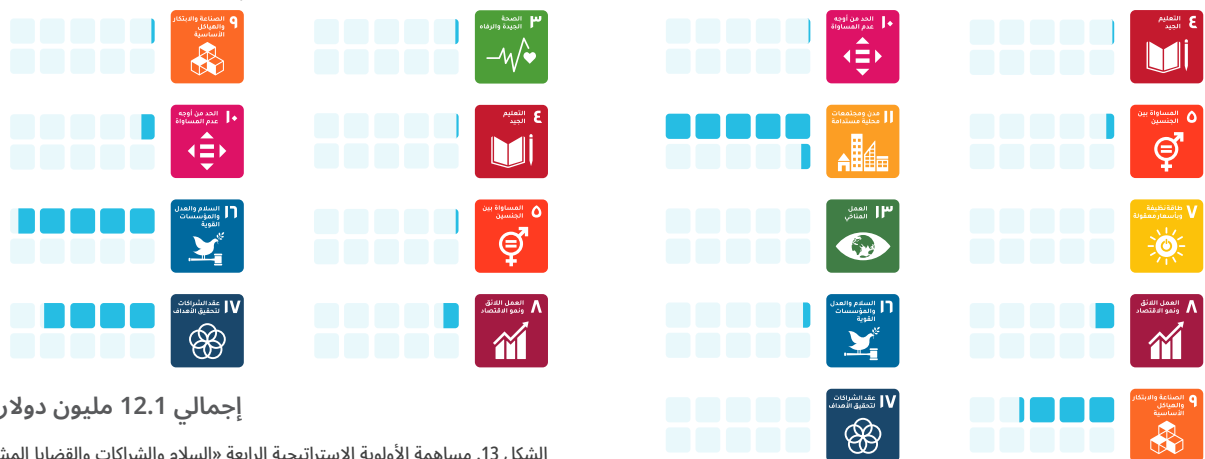 ٤ التعليم
الجيد
٥ المساواة بين
الجنسين
٧ طاقة نظيفة
وبأسعار معقولة
٨ العمل اللائق
ونمو الاقتصاد
٩ الصناعة والابتكار
والهياكل
الأساسية
١٠ الحد من أوجه
عدم المساواة
١١ مدن ومجتمعات
محلية مستدامة
١٣ العمل
المناخي
١٦ السلام والعدل
والمؤسسات
القوية
١٧ عقد الشراكات
لتحقيق الأهداف
٣ الصحة
الجيدة والرفاه
٤ التعليم
الجيد
٥ المساواة بين
الجنسين
٨ العمل اللائق
ونمو الاقتصاد
٩ الصناعة والابتكار
والهياكل
الأساسية
١٠ الحد من أوجه
عدم المساواة
١٦ السلام والعدل
والمؤسسات
القوية
١٧ عقد الشراكات
لتحقيق الأهداف
إجمالي 12.1 مليون دولار
الشكل 13. مساهمة الأولوية الاستراتيجية الرابعة «السلام والشراكات والقضايا